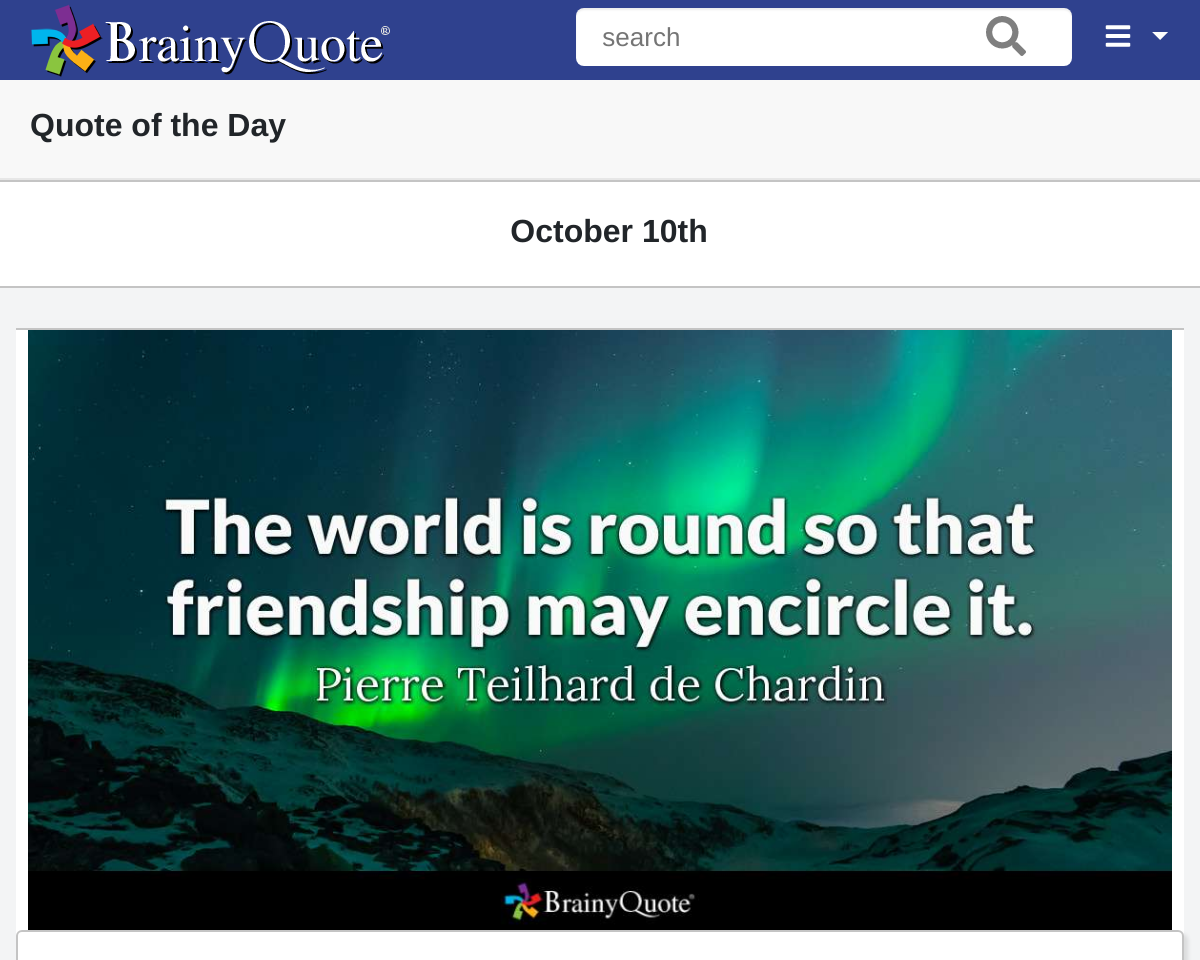 BrainyQuote®
search
Quote of the Day
October 10th
The world is round so that
friendship may encircle it.
Pierre Teilhard de Chardin
BrainyQuote®